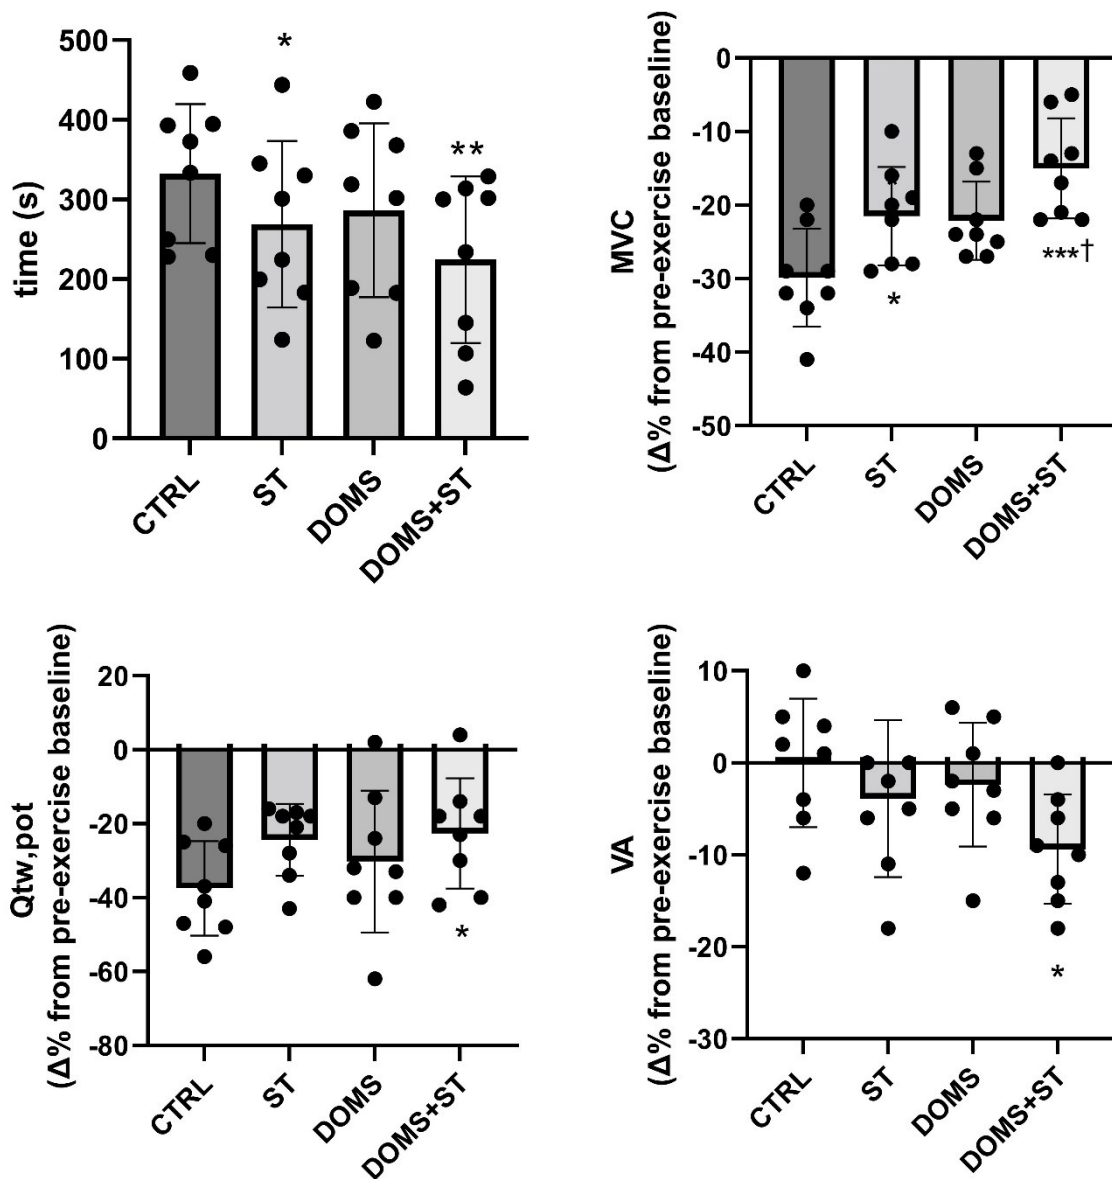 time (s)
500
400
300
200
100
0
*
**
CTRL
ST
DOMS
DOMS+ST
MVC
(Δ% from pre-exercise baseline)
0
-10
-20
-30
-40
-50
*
***†
CTRL
ST
DOMS
DOMS+ST
Qtw,pot
(Δ% from pre-exercise baseline)
20
0
-20
-40
-60
-80
*
CTRL
ST
DOMS
DOMS+ST
VA
(Δ% from pre-exercise baseline)
10
0
-10
-20
-30
*
CTRL
ST
DOMS
DOMS+ST